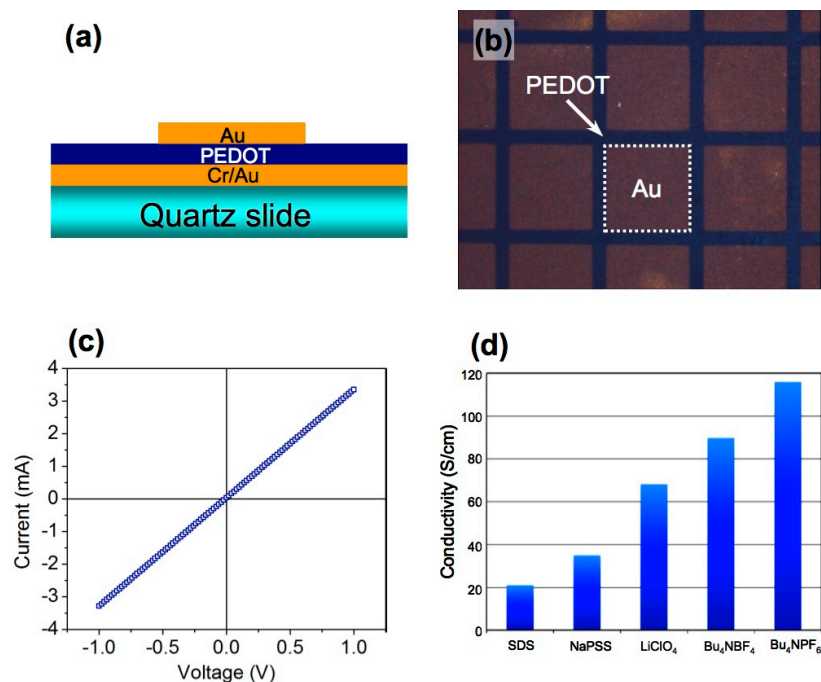 (a)
Au
PEDOT
Cr/Au
Quartz slide
(b)
PEDOT
Au
(c)
4
3
2
1
0
-1
-2
-3
-4
-1.0 -0.5 0.0 0.5 1.0
Current (mA)
Voltage (V)
(d)
120
100
80
60
40
20
0
Conductivity (S/cm)
SDS NaPSS LiClO₄ Bu₄NBF₄ Bu₄NPF₆